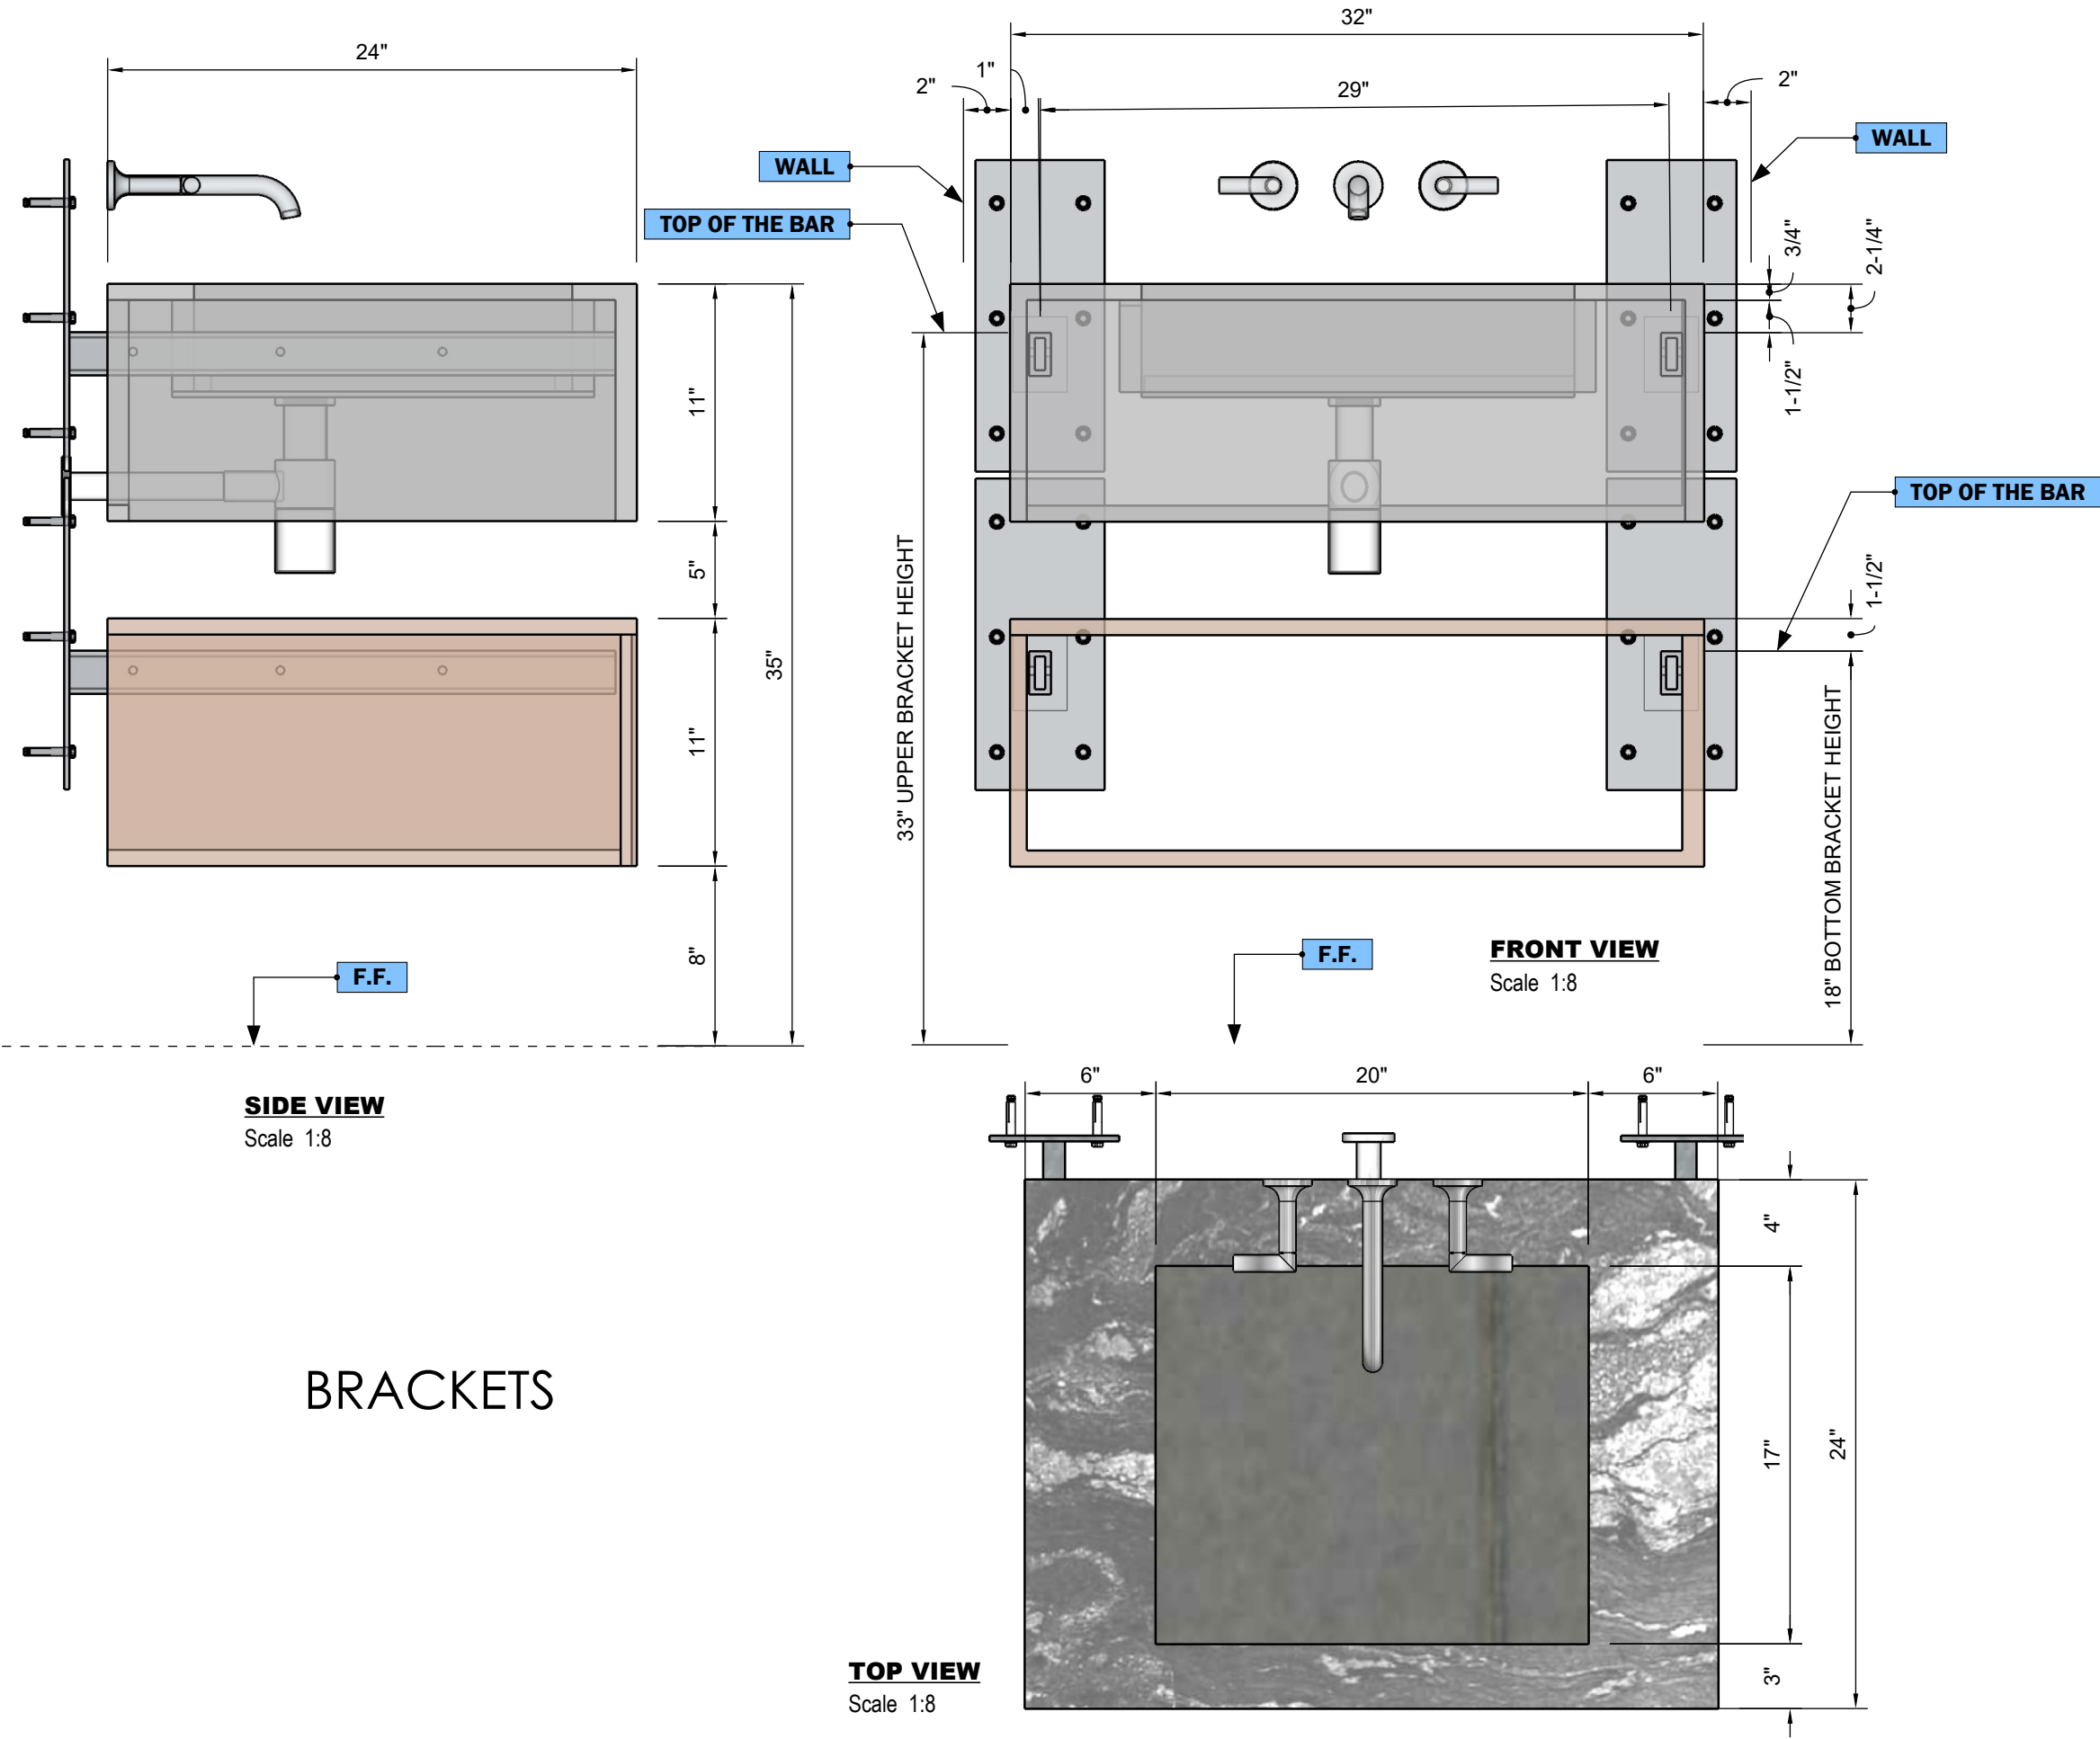 24"
32"
2"
1"
29"
2"
WALL
WALL
TOP OF THE BAR
3/4"
2-1/4"
1-1/2"
11"
5"
11"
8"
35"
33" UPPER BRACKET HEIGHT
TOP OF THE BAR
1-1/2"
18" BOTTOM BRACKET HEIGHT
F.F.
F.F.
FRONT VIEW
Scale 1:8
SIDE VIEW
Scale 1:8
6"
20"
6"
4"
17"
24"
3"
BRACKETS
TOP VIEW
Scale 1:8